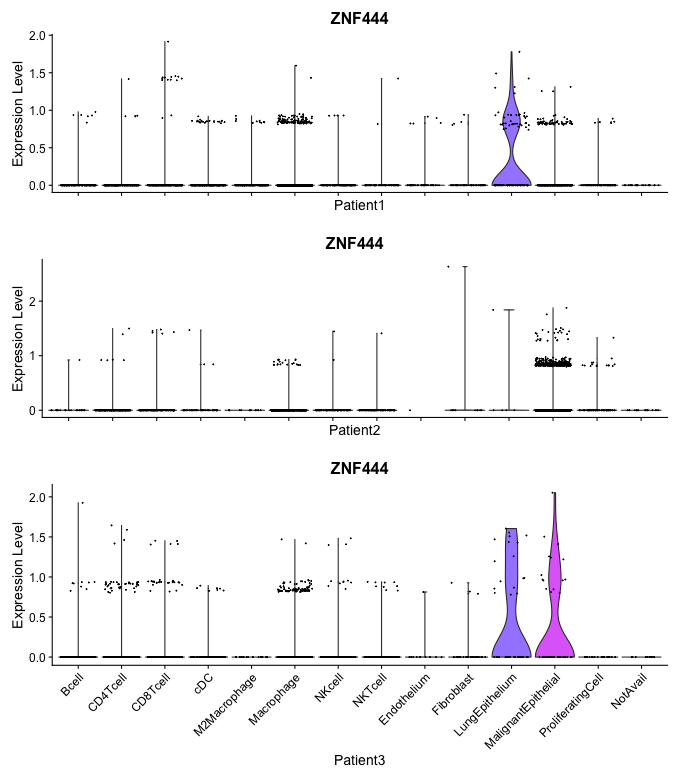 ZNF444
Expression Level
2.0
1.5
1.0
0.5
0.0
Patient1
ZNF444
Expression Level
2
1
0
Patient2
ZNF444
Expression Level
2.0
1.5
1.0
0.5
0.0
Bcell
CD4Tcell
CD8Tcell
cDC
M2Macrophage
Macrophage
NKcell
NKTcell
Endothelium
Fibroblast
LungEpithelium
MalignantEpithelial
ProliferatingCell
NotAvail
Patient3